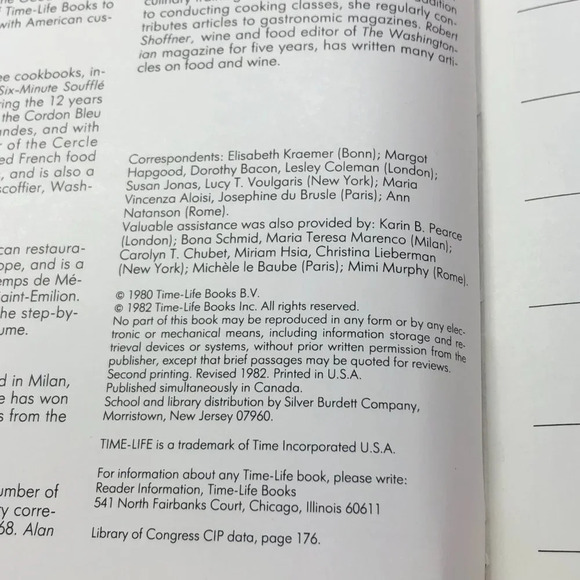 Time-Life Books to
with American cus-
cookbooks, in-
Six-Minute Soufflé
ing the 12 years
the Cordon Bleu
andes, and with
of the Cercle
ed French food
, and is also a
scoffier, Wash-
can restaura-
ope, and is a
emps de Mé-
aint-Emilion.
he step-by-
ume.
d in Milan,
e has won
s from the
umber of
ry corre-
68. Alan
to conducting cooking classes, she regularly con-
tributes articles to gastronomic magazines. Robert
Shoffner, wine and food editor of The Washington-
ian magazine for five years, has written many arti-
cles on food and wine.
Correspondents: Elisabeth Kraemer (Bonn); Margot
Hapgood, Dorothy Bacon, Lesley Coleman (London);
Susan Jonas, Lucy T. Voulgaris (New York); Maria
Vincenza Aloisi, Josephine du Brusle (Paris); Ann
Natanson (Rome).
Valuable assistance was also provided by: Karin B. Pearce
(London); Bona Schmid, Maria Teresa Marenco (Milan);
Carolyn T. Chubet, Miriam Hsia, Christina Lieberman
(New York); Michèle le Baube (Paris); Mimi Murphy (Rome).
© 1980 Time-Life Books B.V.
© 1982 Time-Life Books Inc. All rights reserved.
No part of this book may be reproduced in any form or by any elec-
tronic or mechanical means, including information storage and re-
trieval devices or systems, without prior written permission from the
publisher, except that brief passages may be quoted for reviews.
Second printing. Revised 1982. Printed in U.S.A.
Published simultaneously in Canada.
School and library distribution by Silver Burdett Company,
Morristown, New Jersey 07960.
TIME-LIFE is a trademark of Time Incorporated U.S.A.
For information about any Time-Life book, please write:
Reader Information, Time-Life Books
541 North Fairbanks Court, Chicago, Illinois 60611
Library of Congress CIP data, page 176.